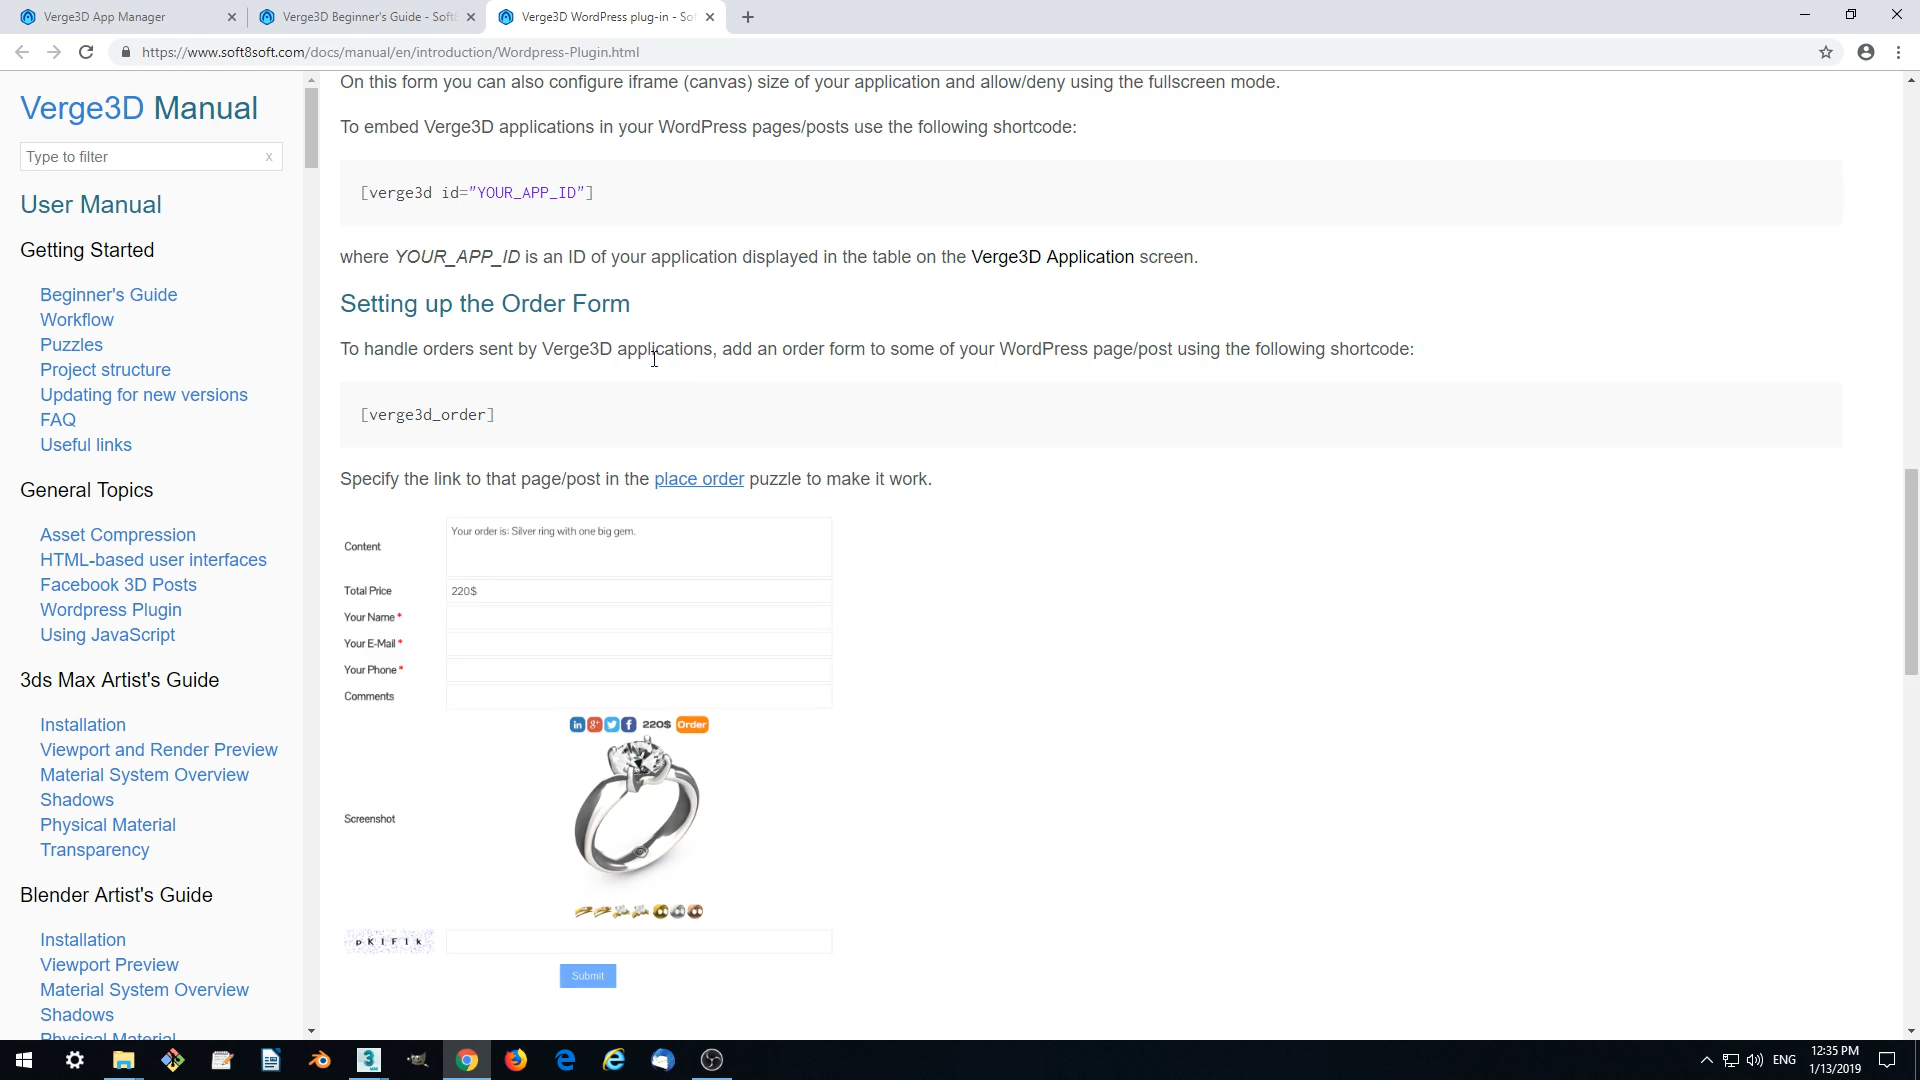 Verge3D App Manager
Verge3D Beginner's Guide - Soft
Verge3D WordPress plug-in - So
https://www.soft8soft.com/docs/manual/en/introduction/Wordpress-Plugin.html
Verge3D Manual
Type to filter x
User Manual
Getting Started
Beginner's Guide
Workflow
Puzzles
Project structure
Updating for new versions
FAQ
Useful links
General Topics
Asset Compression
HTML-based user interfaces
Facebook 3D Posts
Wordpress Plugin
Using JavaScript
3ds Max Artist's Guide
Installation
Viewport and Render Preview
Material System Overview
Shadows
Physical Material
Transparency
Blender Artist's Guide
Installation
Viewport Preview
Material System Overview
Shadows
Physical Material
On this form you can also configure iframe (canvas) size of your application and allow/deny using the fullscreen mode.
To embed Verge3D applications in your WordPress pages/posts use the following shortcode:
[verge3d id="YOUR_APP_ID"]
where YOUR_APP_ID is an ID of your application displayed in the table on the Verge3D Application screen.
Setting up the Order Form
To handle orders sent by Verge3D applications, add an order form to some of your WordPress page/post using the following shortcode:
[verge3d_order]
Specify the link to that page/post in the place order puzzle to make it work.
Content Your order is: Silver ring with one big gem.
Total Price 220$
Your Name *
Your E-Mail *
Your Phone *
Comments
in g+ f 220$ Order
Screenshot
Submit
ENG
12:35 PM
1/13/2019